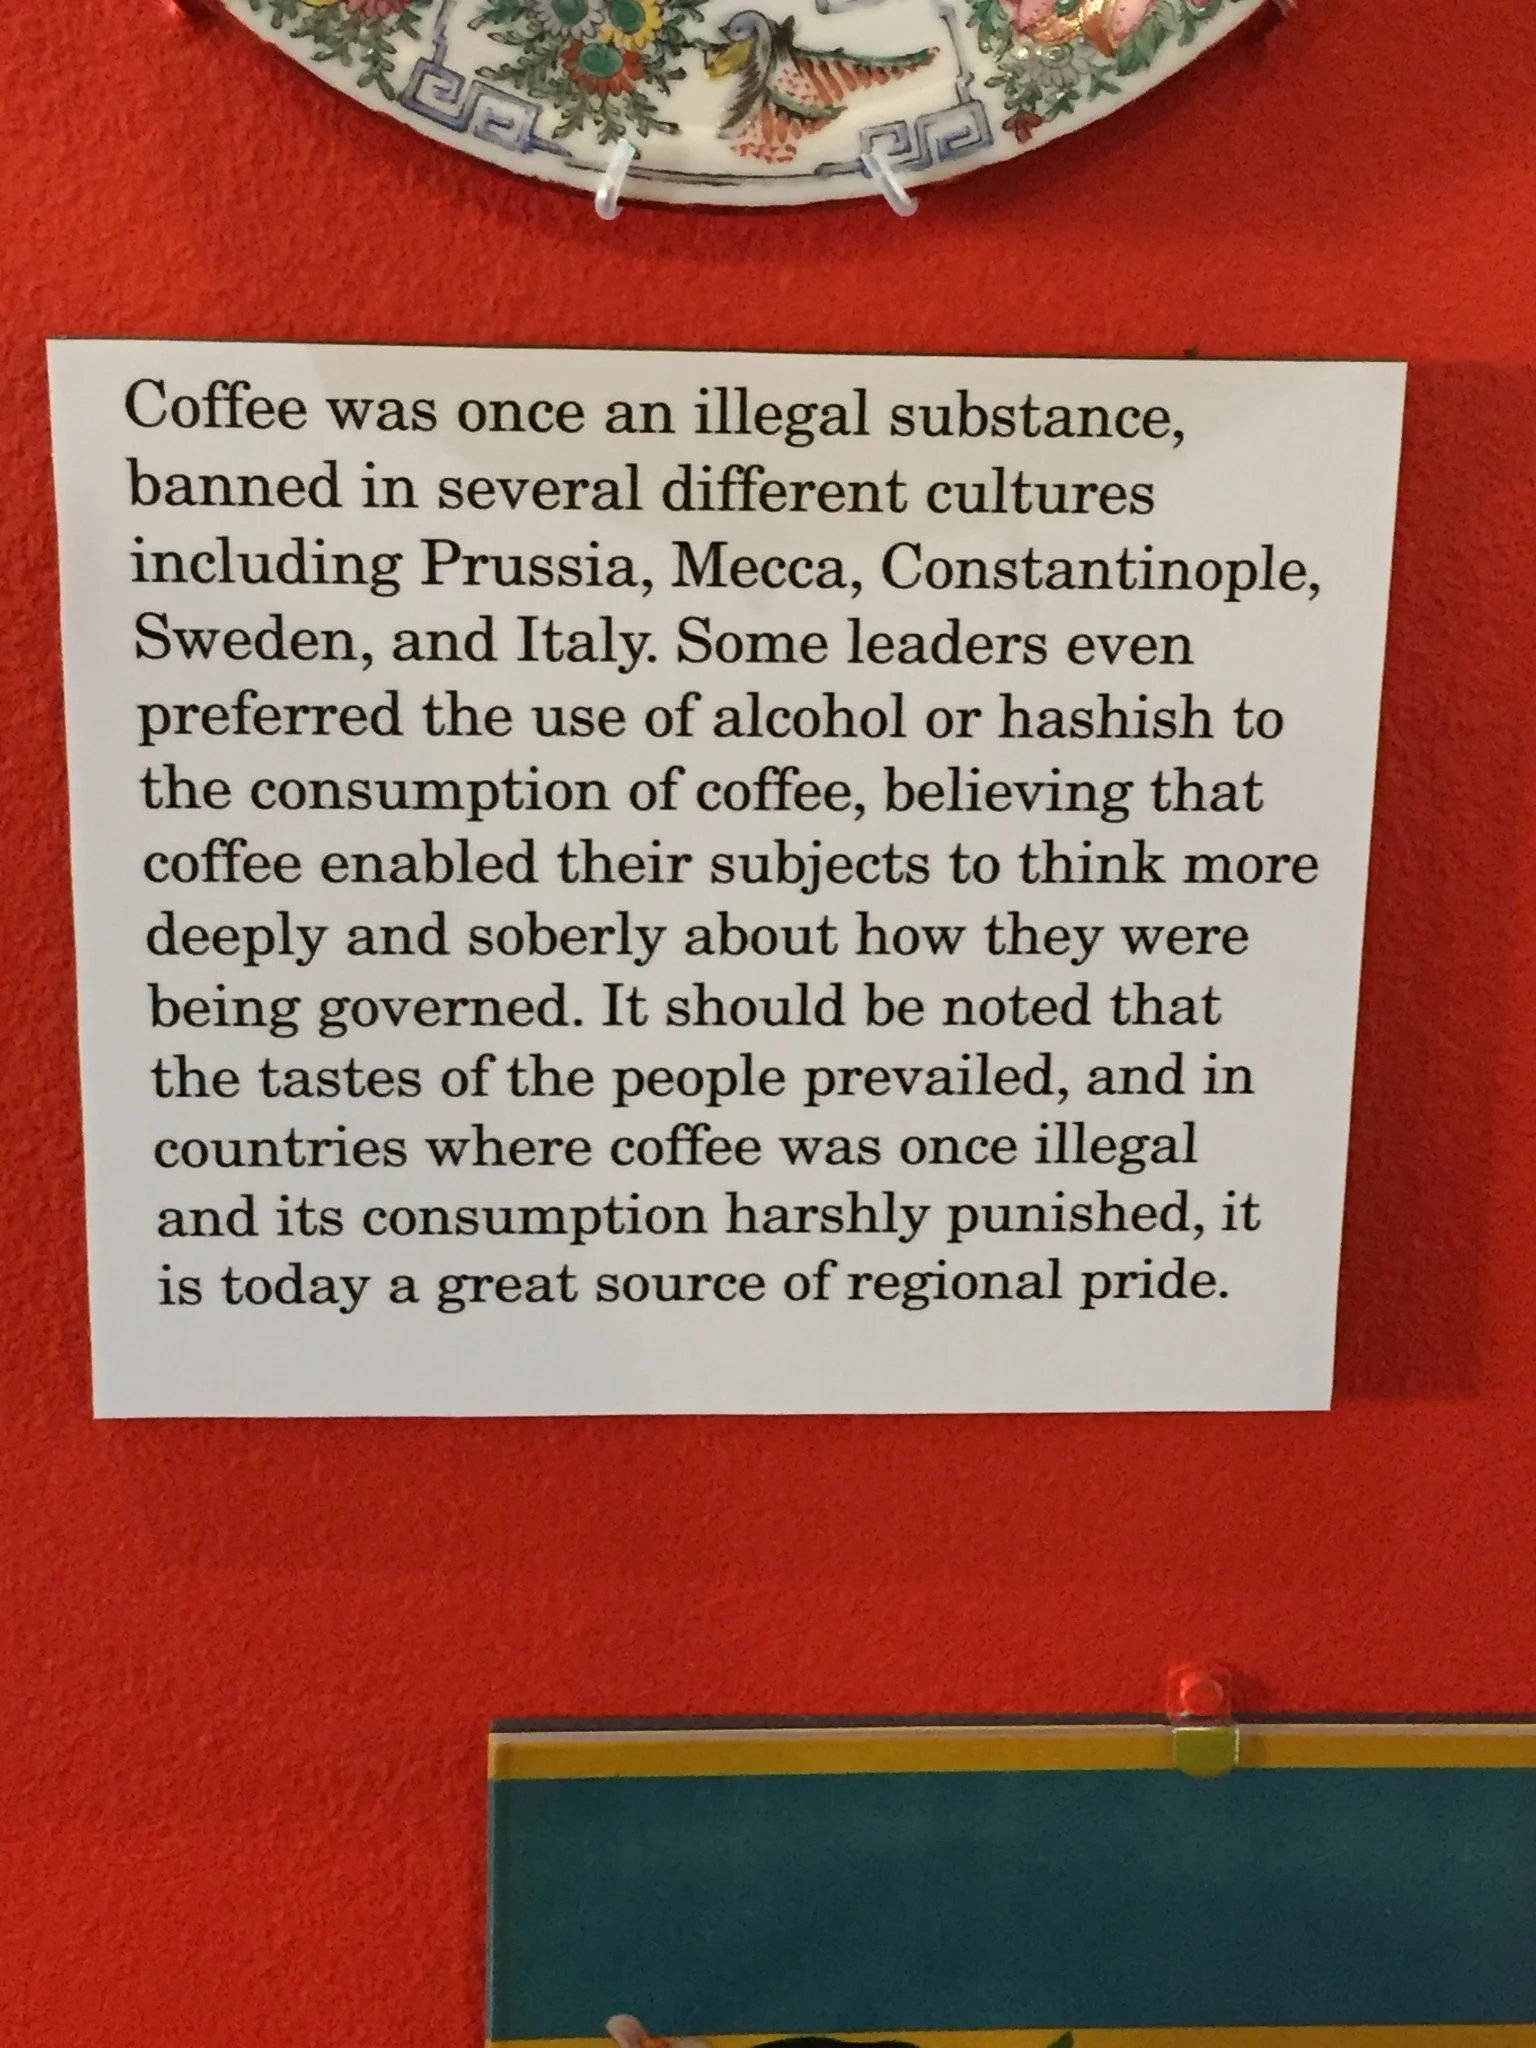 Coffee was once an illegal substance,
banned in several different cultures
including Prussia, Mecca, Constantinople,
Sweden, and Italy. Some leaders even
preferred the use of alcohol or hashish to
the consumption of coffee, believing that
coffee enabled their subjects to think more
deeply and soberly about how they were
being governed. It should be noted that
the tastes of the people prevailed, and in
countries where coffee was once illegal
and its consumption harshly punished, it
is today a great source of regional pride.